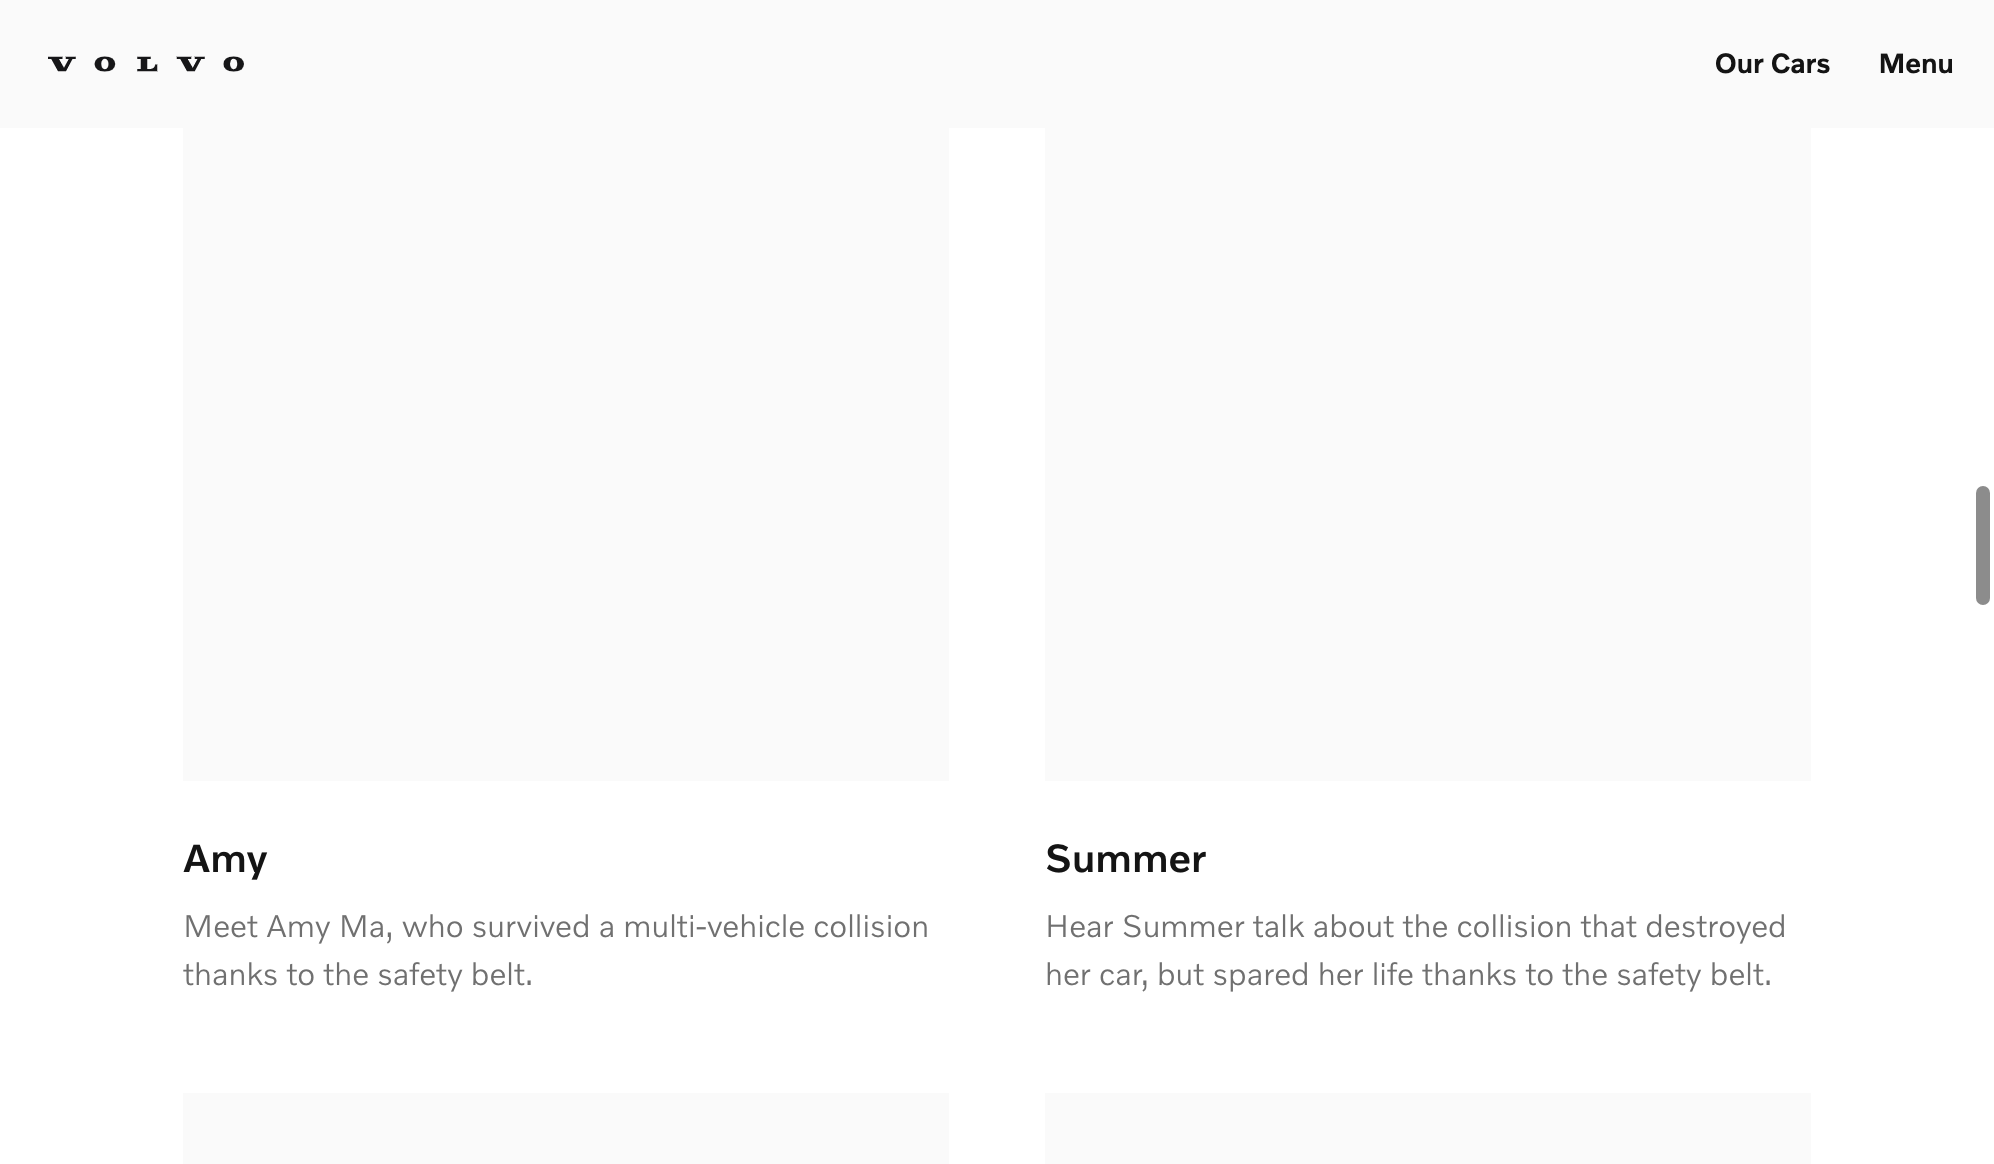 VOLVO
Our Cars
Menu
Amy
Meet Amy Ma, who survived a multi-vehicle collision
thanks to the safety belt.
Summer
Hear Summer talk about the collision that destroyed
her car, but spared her life thanks to the safety belt.